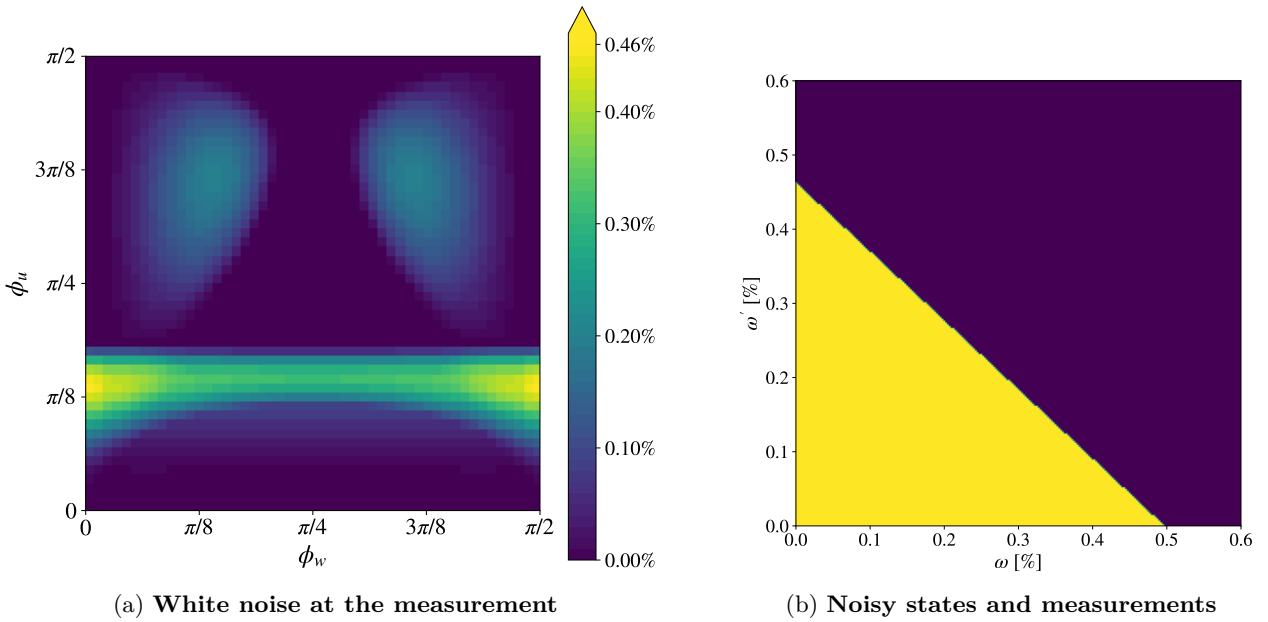 π/2
3π/8
π/4
π/8
0
ϕu
0
π/8
π/4
3π/8
π/2
ϕw
0.46%
0.40%
0.30%
0.20%
0.10%
0.00%
(a) White noise at the measurement
0.6
0.5
0.4
0.3
0.2
0.1
0.0
ω′ [%]
0.0
0.1
0.2
0.3
0.4
0.5
0.6
ω [%]
(b) Noisy states and measurements